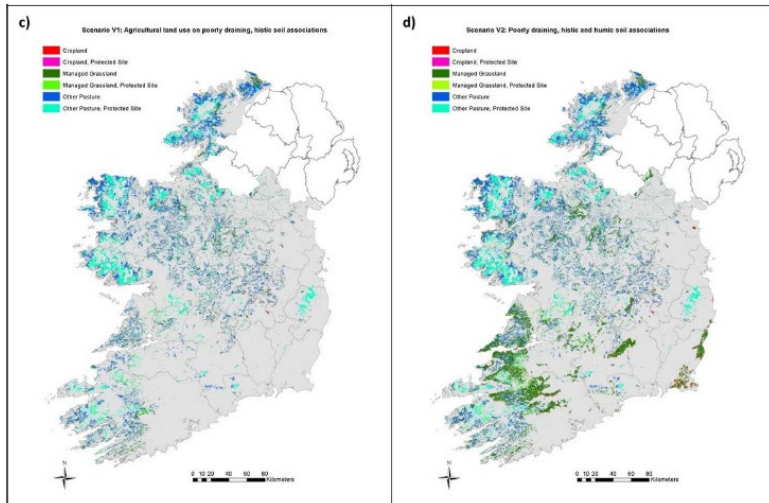 c)
Scenario V1: Agricultural land use on poorly draining, histic soil associations
Cropland
Cropland, Protected Site
Managed Grassland
Managed Grassland, Protected Site
Other Pasture
Other Pasture, Protected Site
N
0 10 20 40 60 80
Kilometers
d)
Scenario V2: Poorly draining, histic and humic soil associations
Cropland
Cropland, Protected Site
Managed Grassland
Managed Grassland, Protected Site
Other Pasture
Other Pasture, Protected Site
N
0 10 20 40 60 80
Kilometers